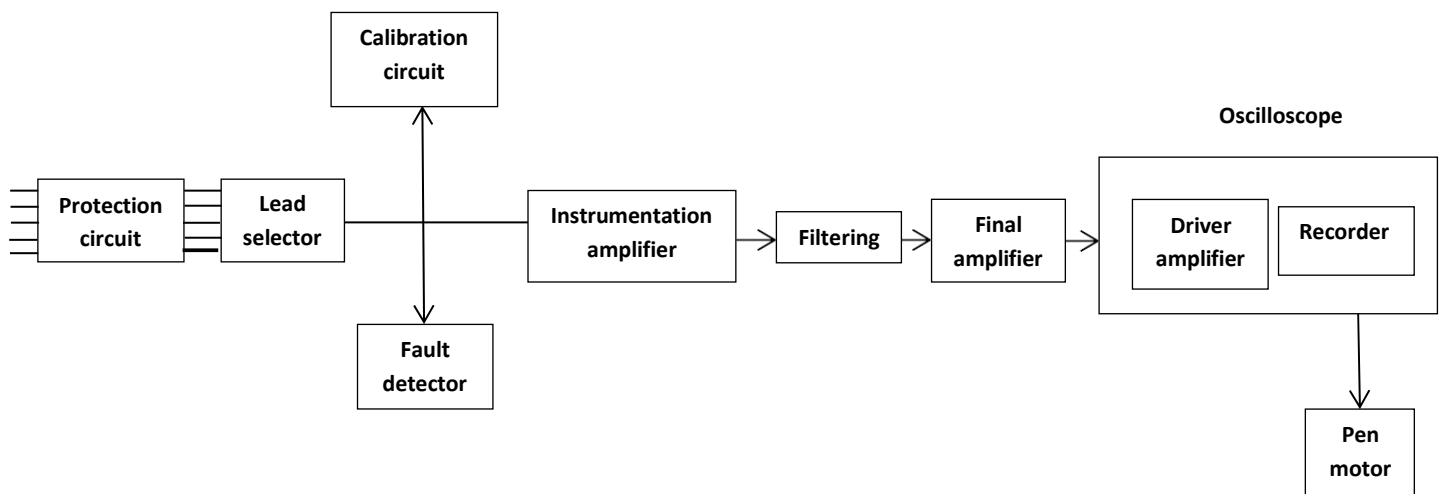 Calibration
circuit
Oscilloscope
Protection
circuit
Lead
selector
Instrumentation
amplifier
Filtering
Final
amplifier
Driver
amplifier
Recorder
Fault
detector
Pen
motor